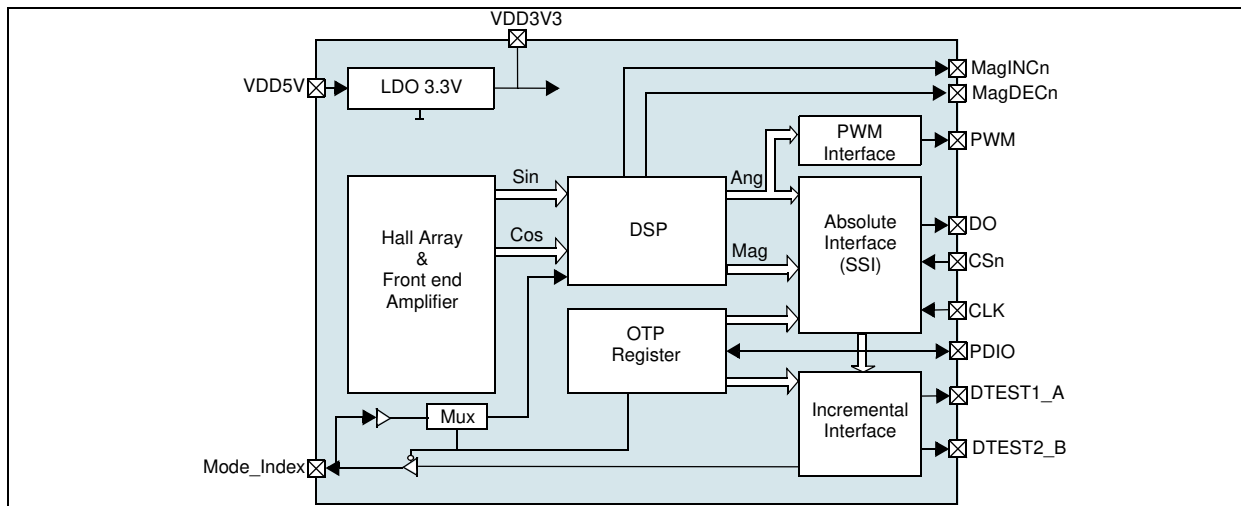 VDD3V3
VDD5V
LDO 3.3V
MagINCn
MagDECn
PWM
Interface
PWM
Sin
Ang
Hall Array
&
Front end
Amplifier
Cos
DSP
Mag
Absolute
Interface
(SSI)
DO
CSn
CLK
OTP
Register
PDIO
Mux
Incremental
Interface
DTEST1_A
DTEST2_B
Mode_Index